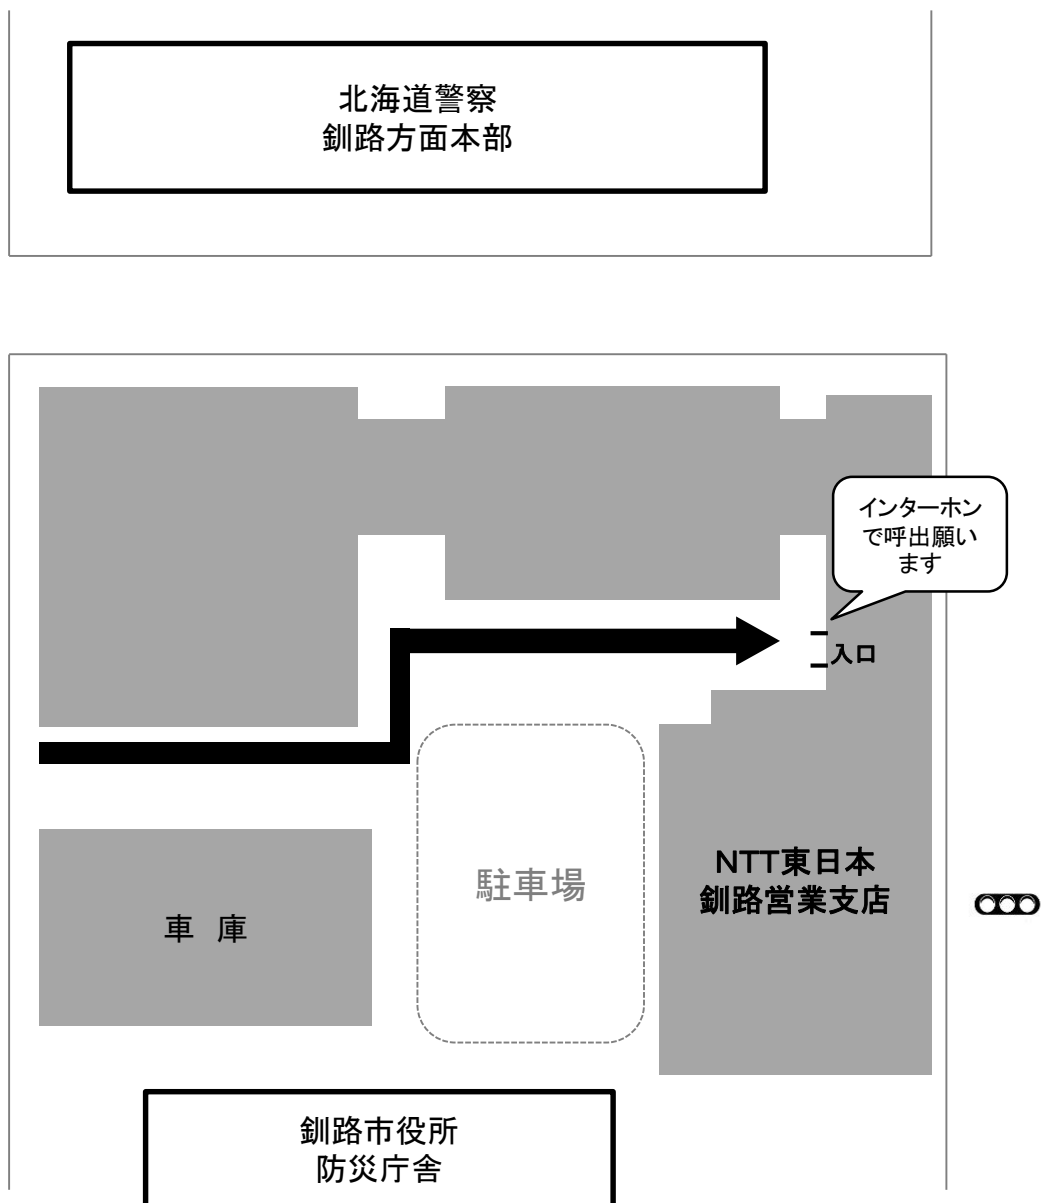 北海道警察
釧路方面本部
インターホン
で呼出願い
ます
入口
NTT東日本
釧路営業支店
駐車場
車 庫
釧路市役所
防災庁舎